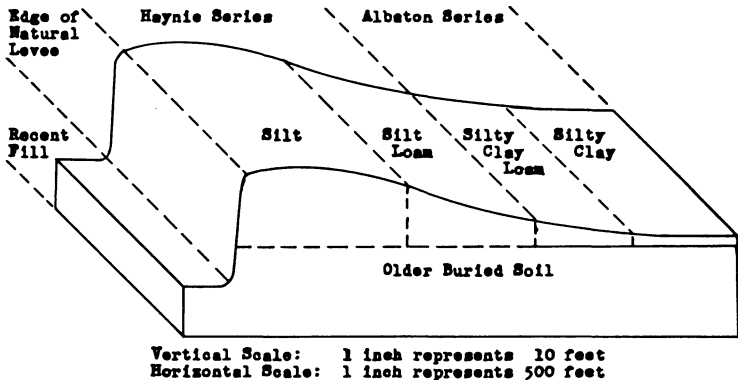 Edge of Natural Levee
Haynie Series
Albaton Series
Recent Fill
Silt
Silt Loam
Silty Clay Loam
Silty Clay
Older Buried Soil
Vertical Scale: 1 inch represents 10 feet
Horizontal Scale: 1 inch represents 500 feet